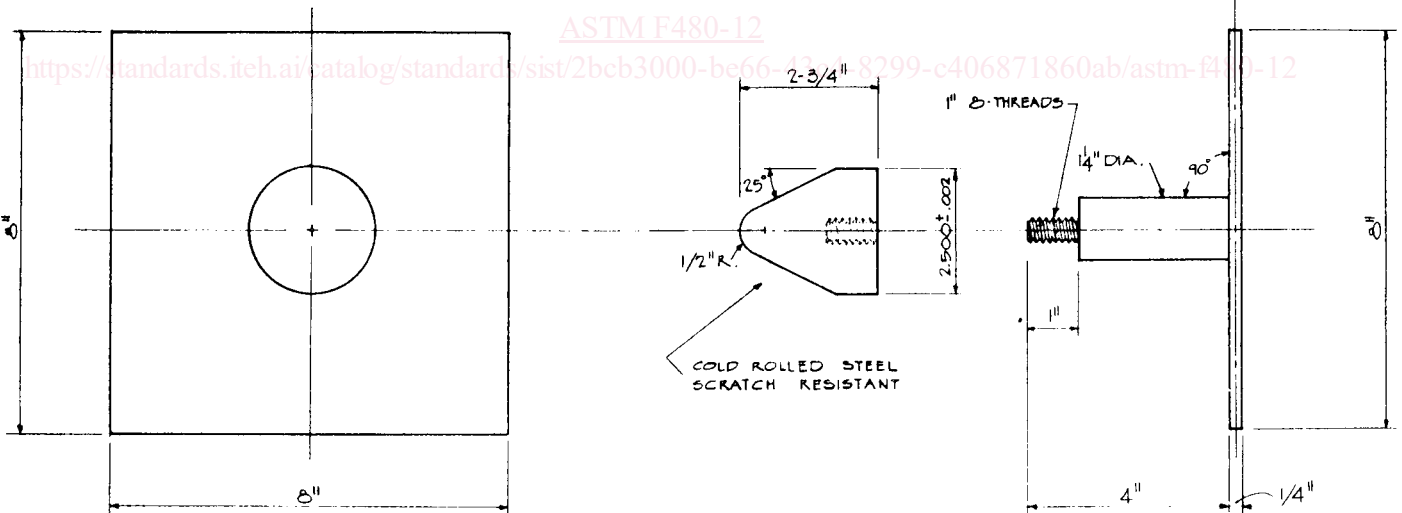 ASTM F480-12
https://standards.iteh.ai/catalog/standards/sist/2bcb3000-be66-43c4-8299-c406871860ab/astm-f480-12
2-3/4"
1" 8-THREADS
1/4" DIA.
90°
25°
8"
2.500±.002
8"
1/2" R.
1"
COLD ROLLED STEEL
SCRATCH RESISTANT
8"
4"
1/4"